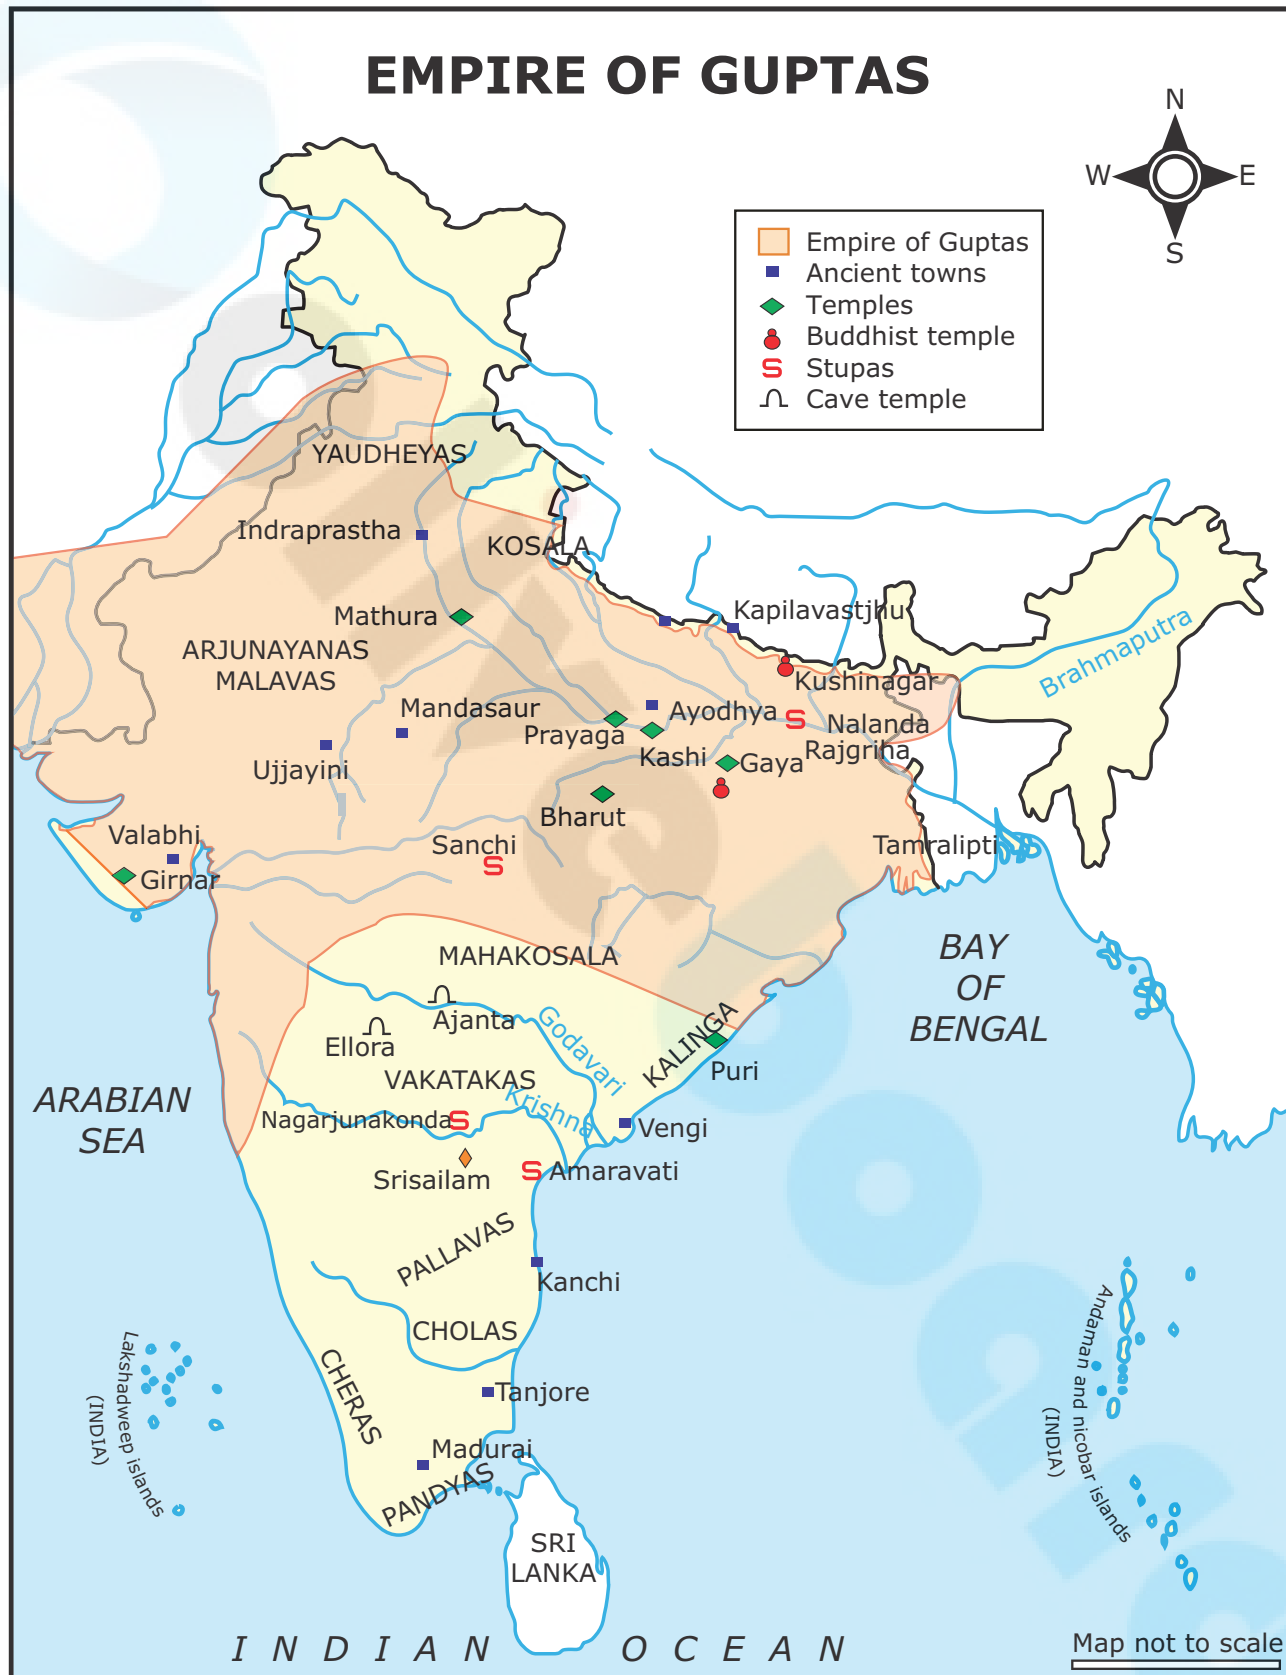 EMPIRE OF GUPTAS
N
W
E
S
Empire of Guptas
Ancient towns
Temples
Buddhist temple
Stupas
Cave temple
YAUDHEYAS
Indraprastha
KOSALA
Mathura
Kapilavastjhu
ARJUNAYANAS
MALAVAS
Brahmaputra
Kushinagar
Mandasaur
Ayodhya
Nalanda
Prayaga
Rajgriha
Kashi
Gaya
Ujjayini
Bharut
Valabhi
Sanchi
Tamralipti
Girnar
MAHAKOSALA
BAY
OF
BENGAL
Ajanta
Godavari
Ellora
KALINGA
Puri
VAKATAKAS
Krishna
ARABIAN
SEA
Nagarjunakonda
Vengi
Srisailam
Amaravati
PALLAVAS
Kanchi
CHOLAS
CHERAS
Tanjore
Madurai
PANDYAS
Lakshadweep islands
(INDIA)
Andaman and nicobar islands
(INDIA)
SRI
LANKA
INDIAN OCEAN
Map not to scale